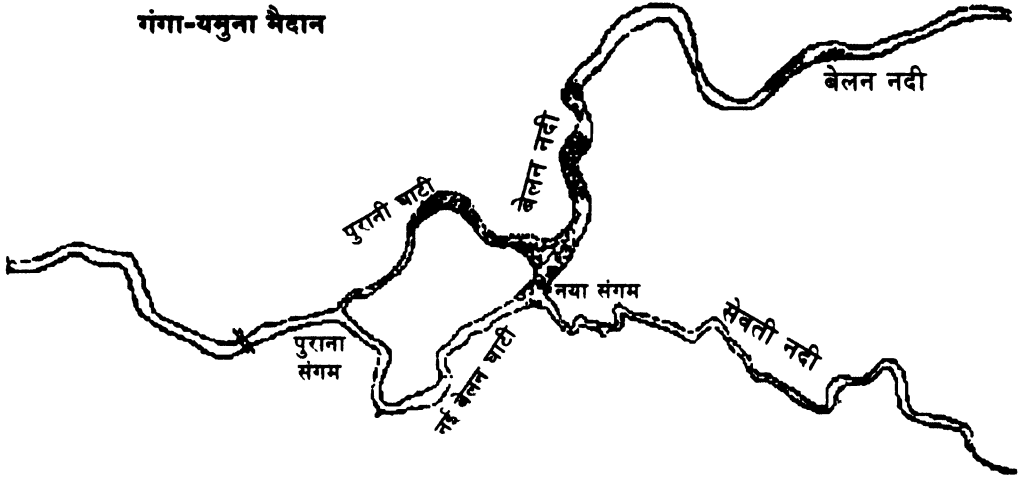 गंगा-यमुना मैदान
बेलन नदी
बेलन नदी
पुरानी घाटी
नया संगम
सेवती नदी
पुराना
संगम
नई बेलन घाटी